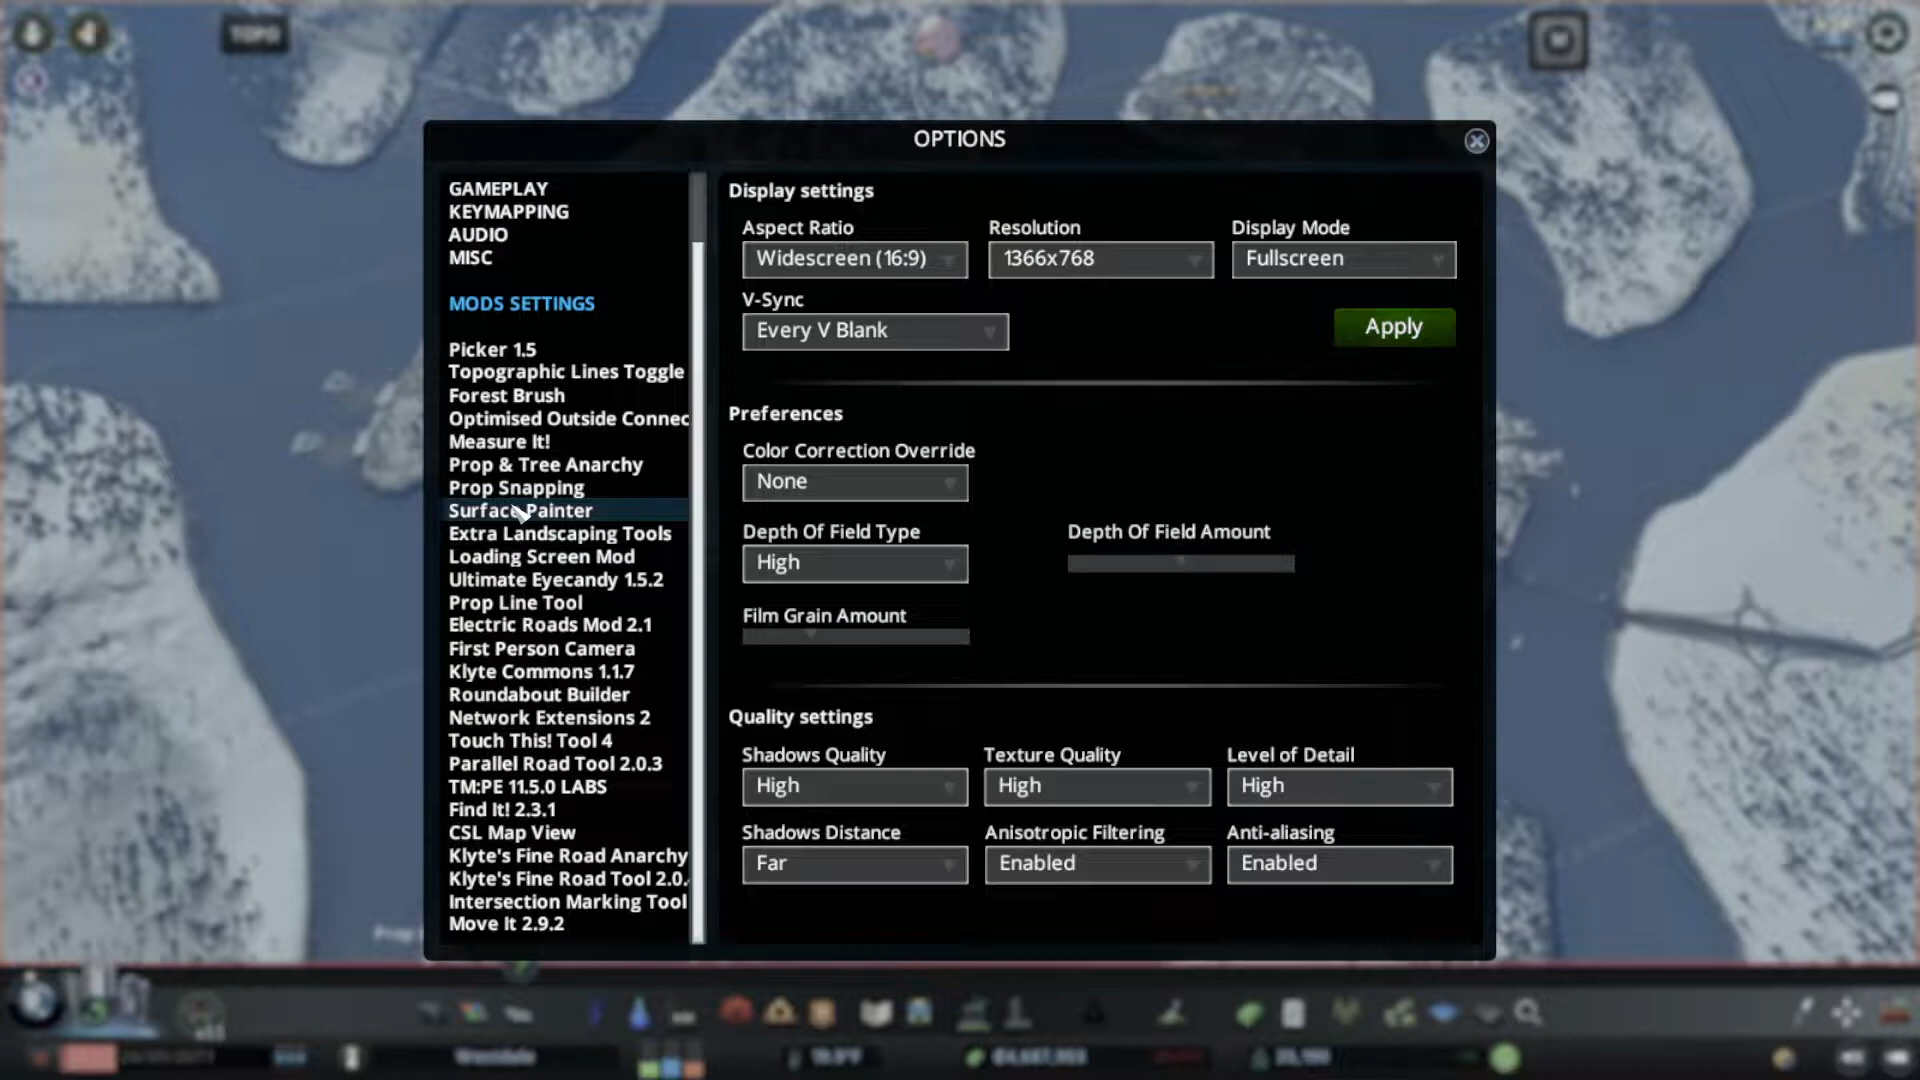 TOPO
OPTIONS
GAMEPLAY
KEYMAPPING
AUDIO
MISC
MODS SETTINGS
Picker 1.5
Topographic Lines Toggle
Forest Brush
Optimised Outside Connec
Measure It!
Prop & Tree Anarchy
Prop Snapping
Surface Painter
Extra Landscaping Tools
Loading Screen Mod
Ultimate Eyecandy 1.5.2
Prop Line Tool
Electric Roads Mod 2.1
First Person Camera
Klyte Commons 1.1.7
Roundabout Builder
Network Extensions 2
Touch This! Tool 4
Parallel Road Tool 2.0.3
TM:PE 11.5.0 LABS
Find It! 2.3.1
CSL Map View
Klyte's Fine Road Anarchy
Klyte's Fine Road Tool 2.0.
Intersection Marking Tool
Move It 2.9.2
Display settings
Aspect Ratio Resolution Display Mode
Widescreen (16:9) 1366x768 Fullscreen
V-Sync
Every V Blank Apply
Preferences
Color Correction Override
None
Depth Of Field Type Depth Of Field Amount
High
Film Grain Amount
Quality settings
Shadows Quality Texture Quality Level of Detail
High High High
Shadows Distance Anisotropic Filtering Anti-aliasing
Far Enabled Enabled